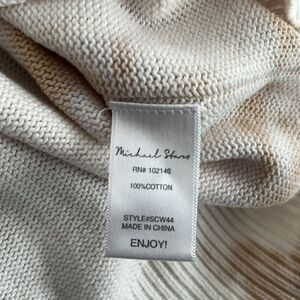 Michael Stars
RN# 102146
100%COTTON
STYLE#SCW44
MADE IN CHINA
ENJOY!